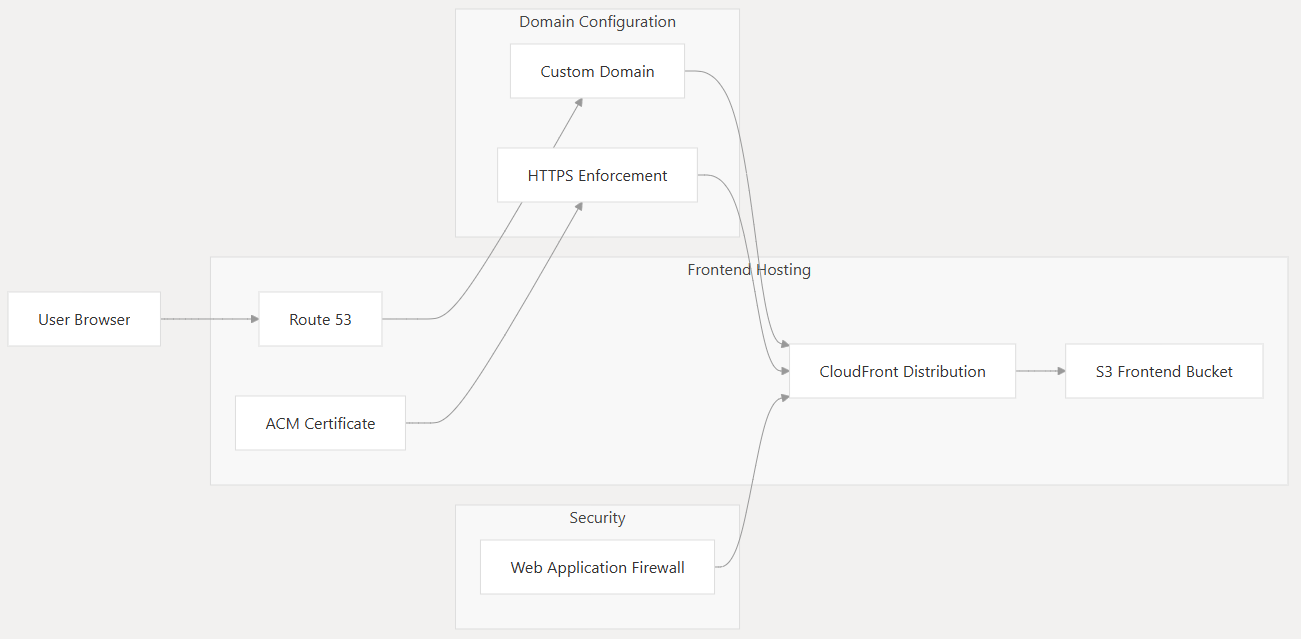 Domain Configuration
Custom Domain
HTTPS Enforcement
Frontend Hosting
User Browser
Route 53
CloudFront Distribution
S3 Frontend Bucket
ACM Certificate
Security
Web Application Firewall